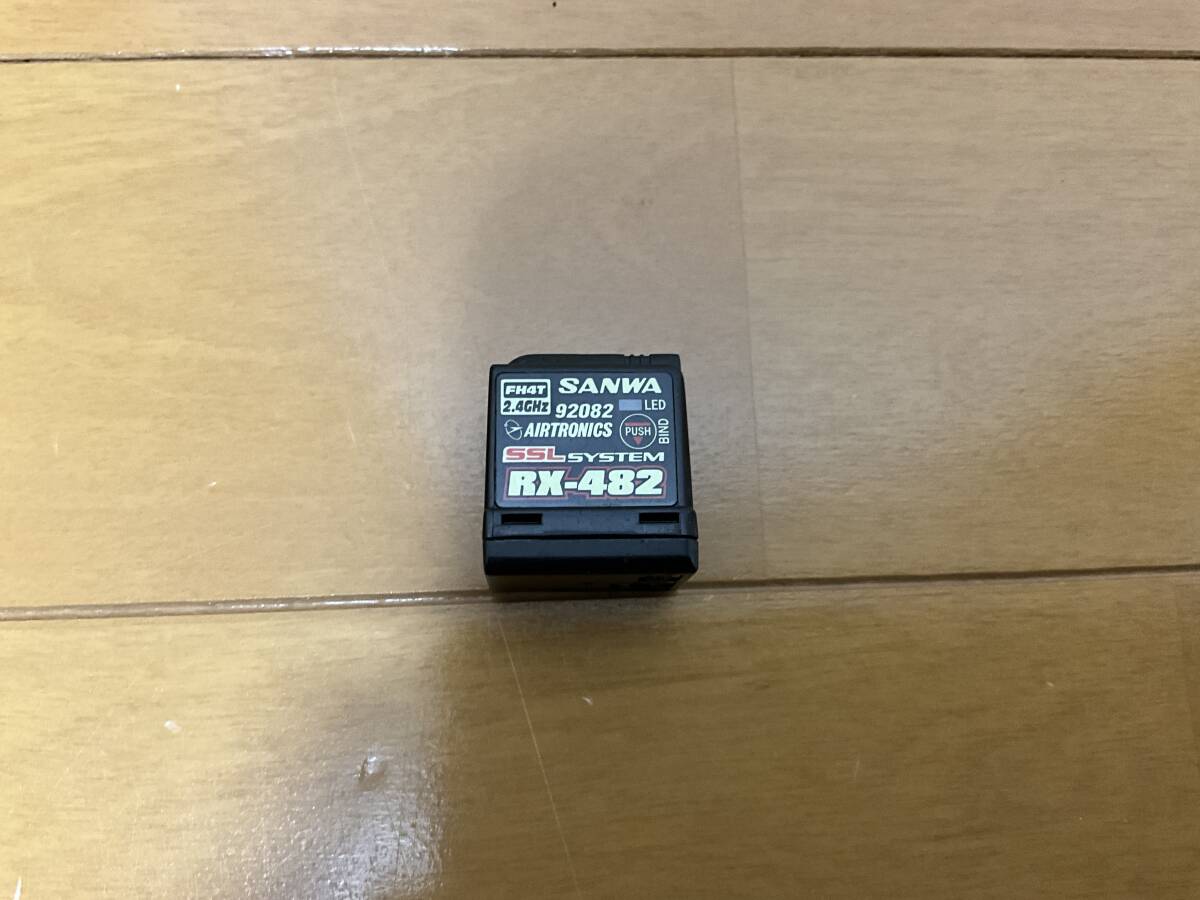 FH4T
2.4GHz
SANWA
92082
LED
AIRTRONICS
PUSH
BIND
SSL SYSTEM
RX-482